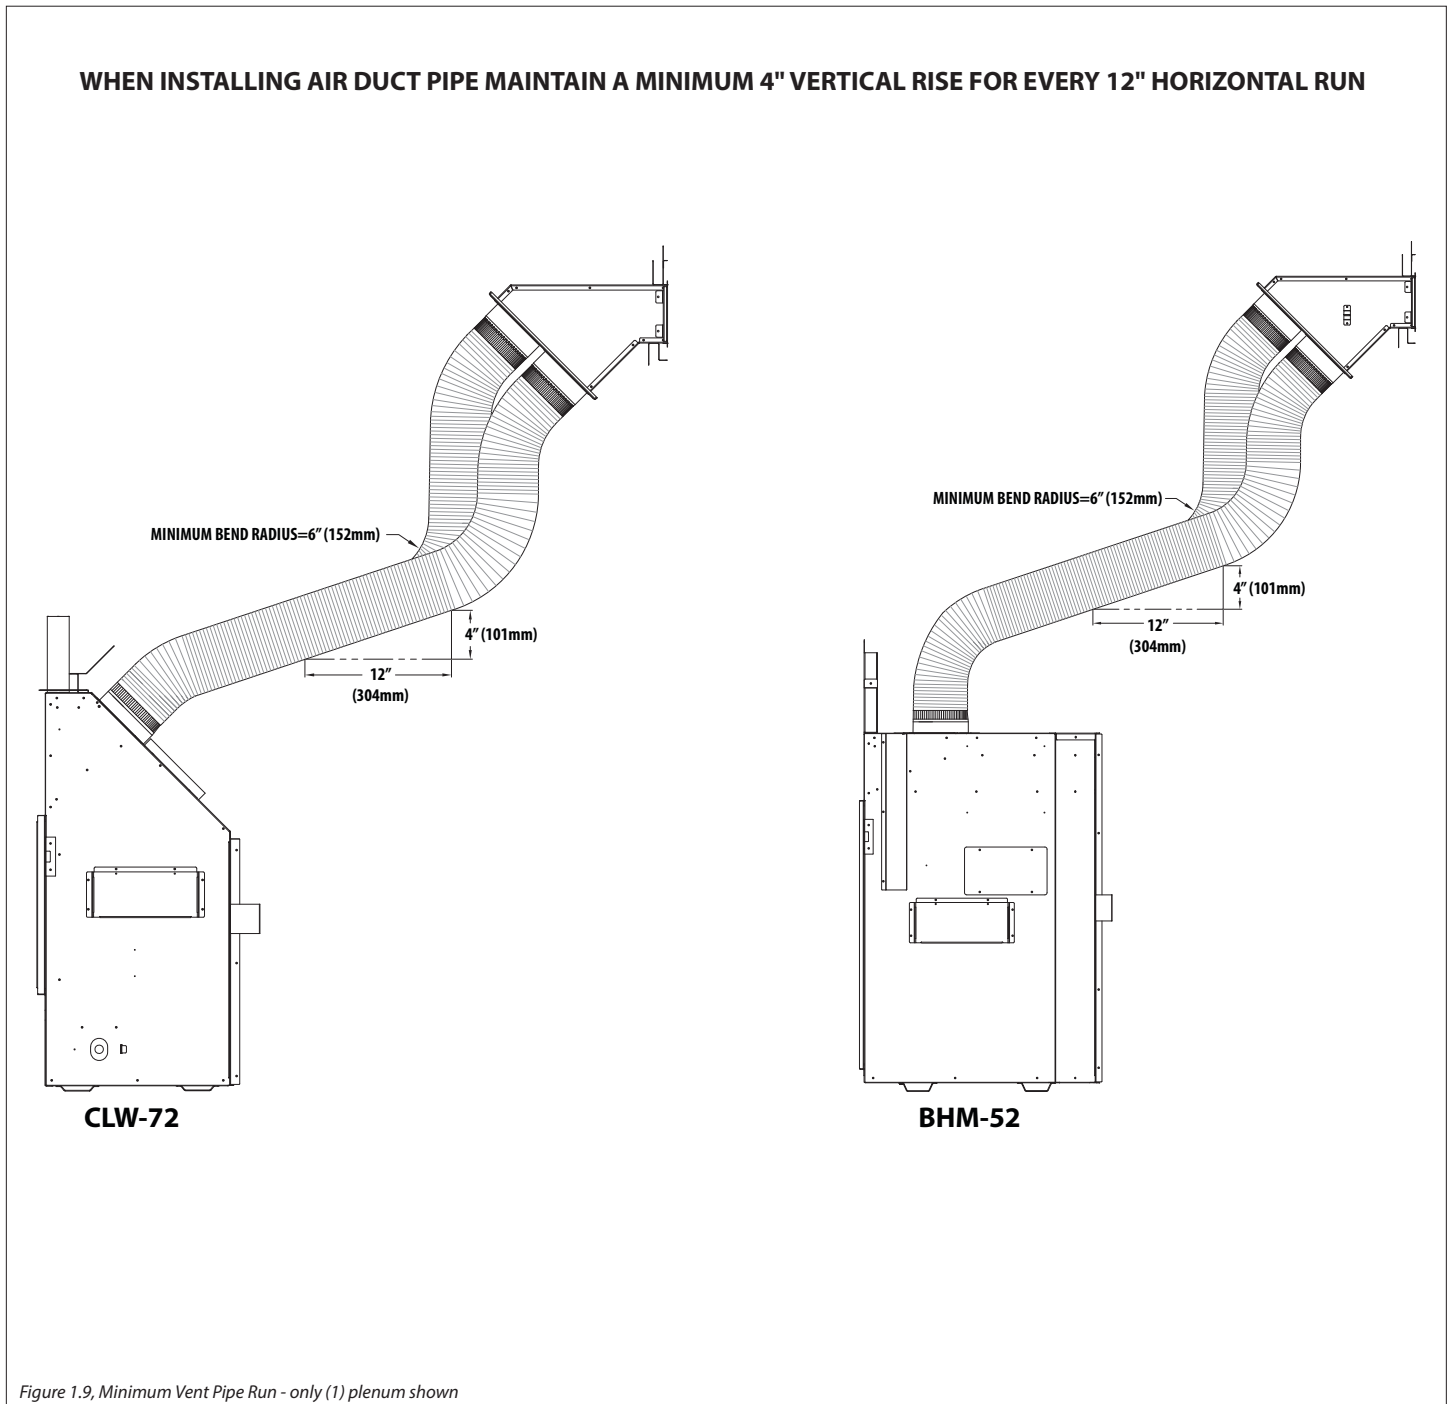 WHEN INSTALLING AIR DUCT PIPE MAINTAIN A MINIMUM 4" VERTICAL RISE FOR EVERY 12" HORIZONTAL RUN
MINIMUM BEND RADIUS=6” (152mm)
4” (101mm)
12”
(304mm)
CLW-72
MINIMUM BEND RADIUS=6” (152mm)
4” (101mm)
12”
(304mm)
BHM-52
Figure 1.9, Minimum Vent Pipe Run - only (1) plenum shown